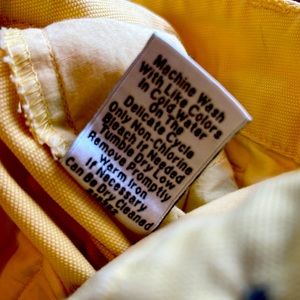 Machine Wash
With Like Colors
In Cold Water
On
Delicate Cycle
Only Non-Chlorine
Bleach If Needed
Tumble Dry Low
Remove Promptly
Warm Iron
If Necessary
Can Be Dry Cleaned